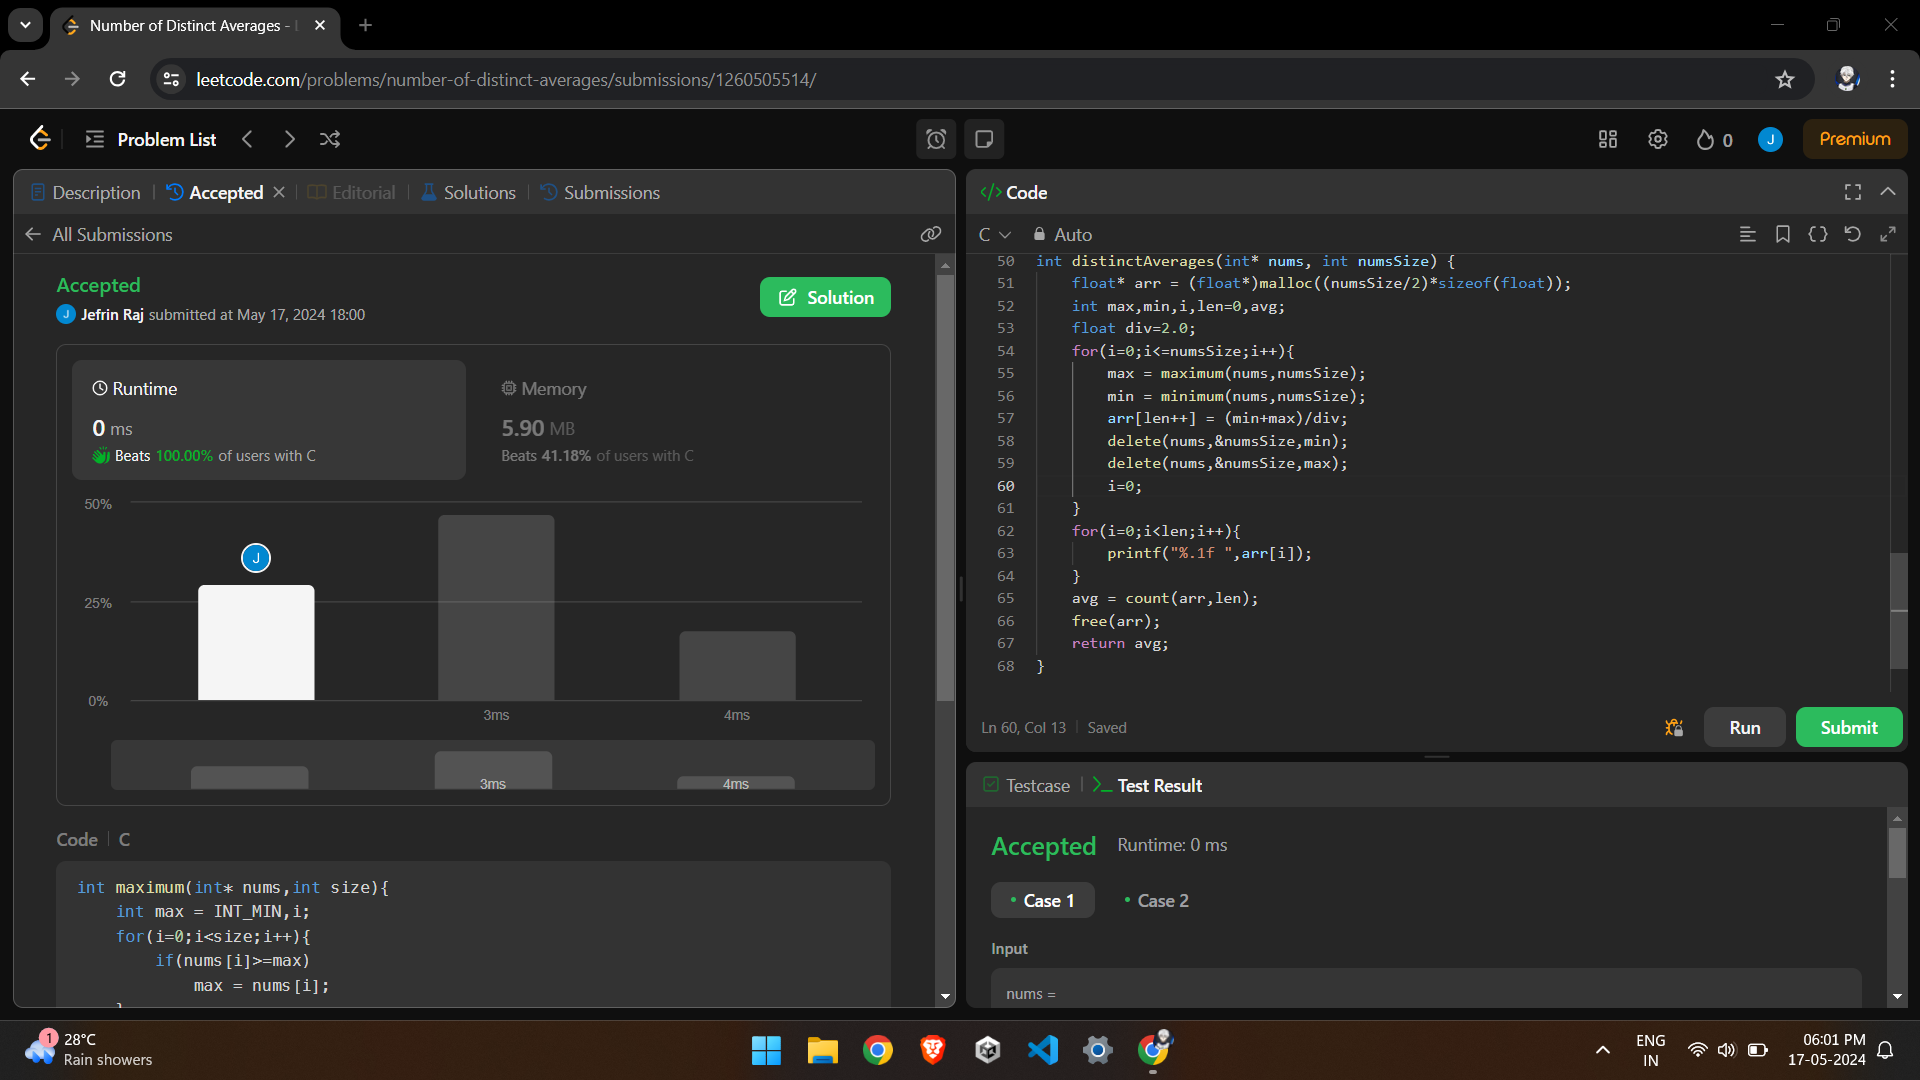 Number of Distinct Averages -
leetcode.com/problems/number-of-distinct-averages/submissions/1260505514/
Problem List
0
J
Premium
Description
Accepted
Editorial
Solutions
Submissions
All Submissions
Accepted
J Jefrin Raj submitted at May 17, 2024 18:00
Solution
Runtime
0 ms
Beats 100.00% of users with C
Memory
5.90 MB
Beats 41.18% of users with C
50%
25%
0%
J
3ms
4ms
3ms
4ms
Code
C
int maximum(int* nums,int size){
int max = INT_MIN,i;
for(i=0;i<size;i++){
if(nums[i]>=max)
max = nums[i];
</> Code
C
Auto
50 int distinctAverages(int* nums, int numsSize) {
51 float* arr = (float*)malloc((numsSize/2)*sizeof(float));
52 int max,min,i,len=0,avg;
53 float div=2.0;
54 for(i=0;i<=numsSize;i++){
55 max = maximum(nums,numsSize);
56 min = minimum(nums,numsSize);
57 arr[len++] = (min+max)/div;
58 delete(nums,&numsSize,min);
59 delete(nums,&numsSize,max);
60 i=0;
61 }
62 for(i=0;i<len;i++){
63 printf("%.1f ",arr[i]);
64 }
65 avg = count(arr,len);
66 free(arr);
67 return avg;
68 }
Ln 60, Col 13
Saved
Run
Submit
Testcase
>_ Test Result
Accepted
Runtime: 0 ms
• Case 1
• Case 2
Input
nums =
1
28°C
Rain showers
ENG
IN
06:01 PM
17-05-2024